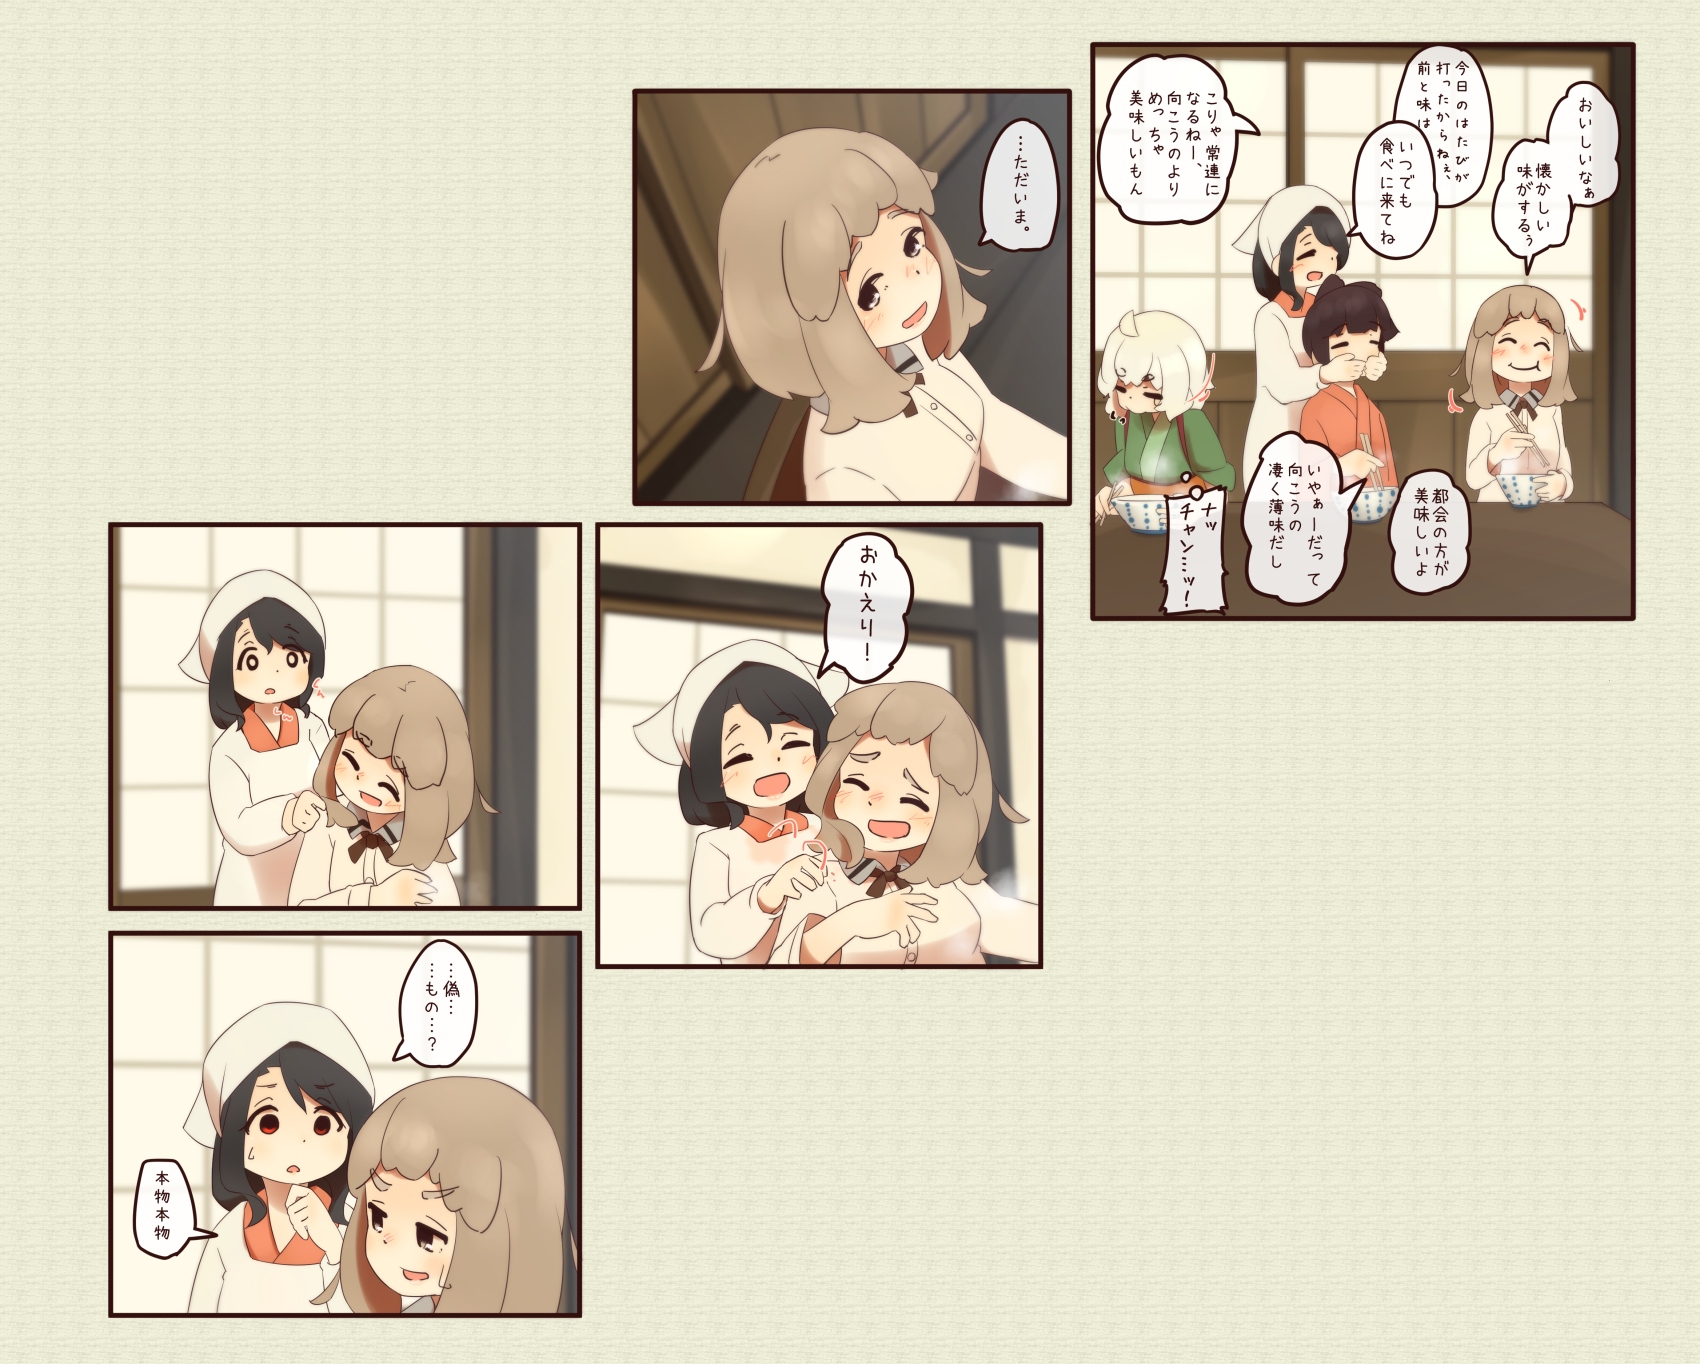 おいしいなぁ
懐かしい
味がするぅ
今日のはたびが
打ったからねぇ、
前と味は
いつでも
食べに来てね
こりゃ常連に
なるねー、
向こうのより
めっちゃ
美味しいもん
都会の方が
美味しいよ
いやぁーだって
向こうの
凄く薄味だし
ナッ
チャン…ッ!
…ただいま。
おかえり!
…偽…
…もの…?
本物本物